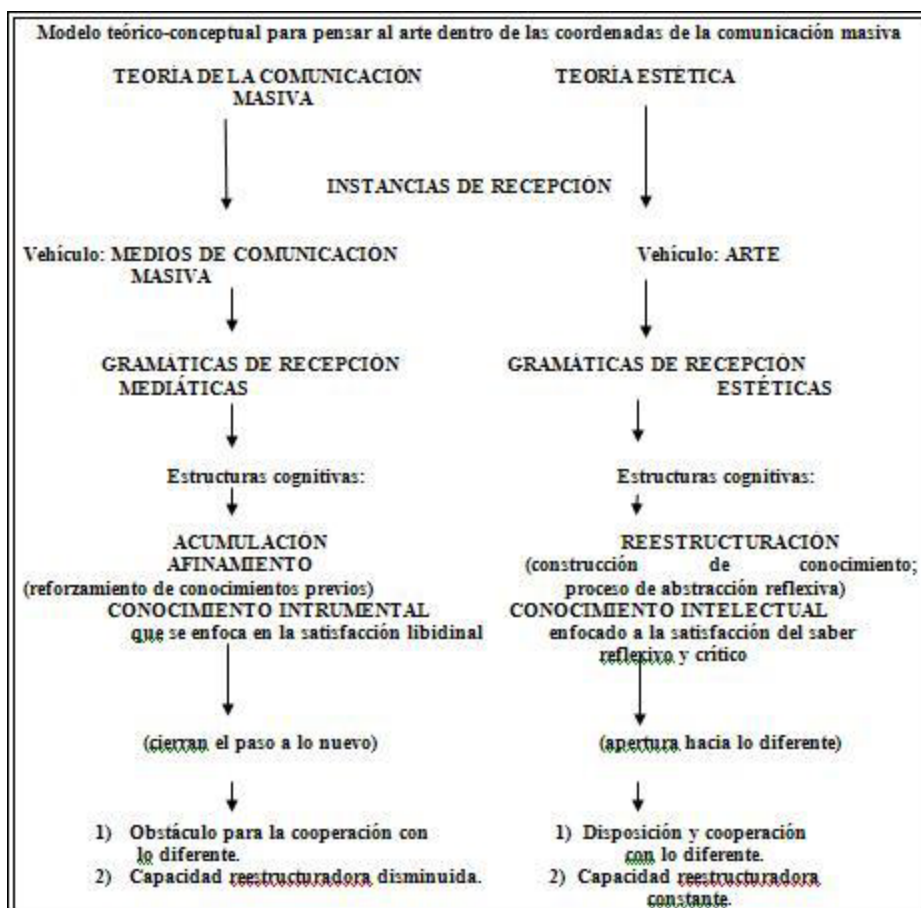 Modelo teórico-conceptual para pensar al arte dentro de las coordenadas de la comunicación masiva
TEORÍA DE LA COMUNICACIÓN
MASIVA
TEORÍA ESTÉTICA
INSTANCIAS DE RECEPCIÓN
Vehículo: MEDIOS DE COMUNICACIÓN
MASIVA
Vehículo: ARTE
GRAMÁTICAS DE RECEPCIÓN
MEDIÁTICAS
GRAMÁTICAS DE RECEPCIÓN
ESTÉTICAS
Estructuras cognitivas:
Estructuras cognitivas:
ACUMULACIÓN
AFINAMIENTO
(reforzamiento de conocimientos previos)
CONOCIMIENTO INTRUMENTAL
que se enfoca en la satisfacción libidinal
REESTRUCTURACIÓN
(construcción de conocimiento;
proceso de abstracción reflexiva)
CONOCIMIENTO INTELECTUAL
enfocado a la satisfacción del saber
reflexivo y crítico
(cierran el paso a lo nuevo)
(apertura hacia lo diferente)
1) Obstáculo para la cooperación con
lo diferente.
2) Capacidad reestructuradora disminuida.
1) Disposición y cooperación
con lo diferente.
2) Capacidad reestructuradora
constante.